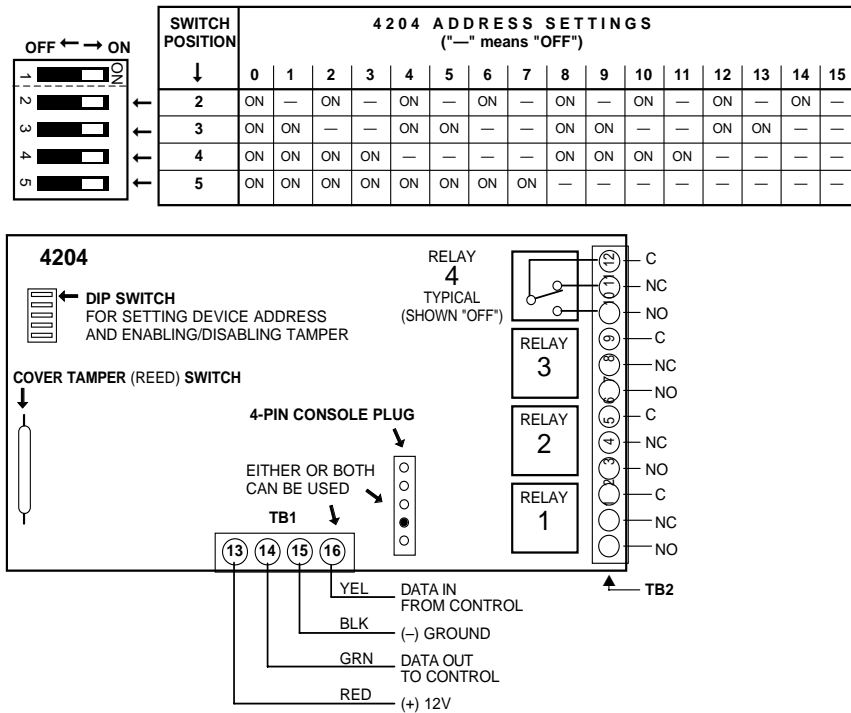 OFF ← → ON
ON
1
2
3
4
5
SWITCH POSITION ↓
4204 ADDRESS SETTINGS
("—" means "OFF")
0 1 2 3 4 5 6 7 8 9 10 11 12 13 14 15
2 ON — ON — ON — ON — ON — ON — ON — ON —
3 ON ON — — ON ON — — ON ON — — ON ON — —
4 ON ON ON ON — — — — ON ON ON ON — — — —
5 ON ON ON ON ON ON ON ON — — — — — — — —
4204
DIP SWITCH
FOR SETTING DEVICE ADDRESS
AND ENABLING/DISABLING TAMPER
COVER TAMPER (REED) SWITCH
4-PIN CONSOLE PLUG
EITHER OR BOTH
CAN BE USED
TB1
13 14 15 16
RELAY
4
TYPICAL
(SHOWN "OFF")
RELAY
3
RELAY
2
RELAY
1
12 C
11 NC
10 NO
9 C
8 NC
7 NO
6
5 C
4 NC
3 NO
2 C
NC
NO
TB2
YEL DATA IN
FROM CONTROL
BLK (–) GROUND
GRN DATA OUT
TO CONTROL
RED (+) 12V